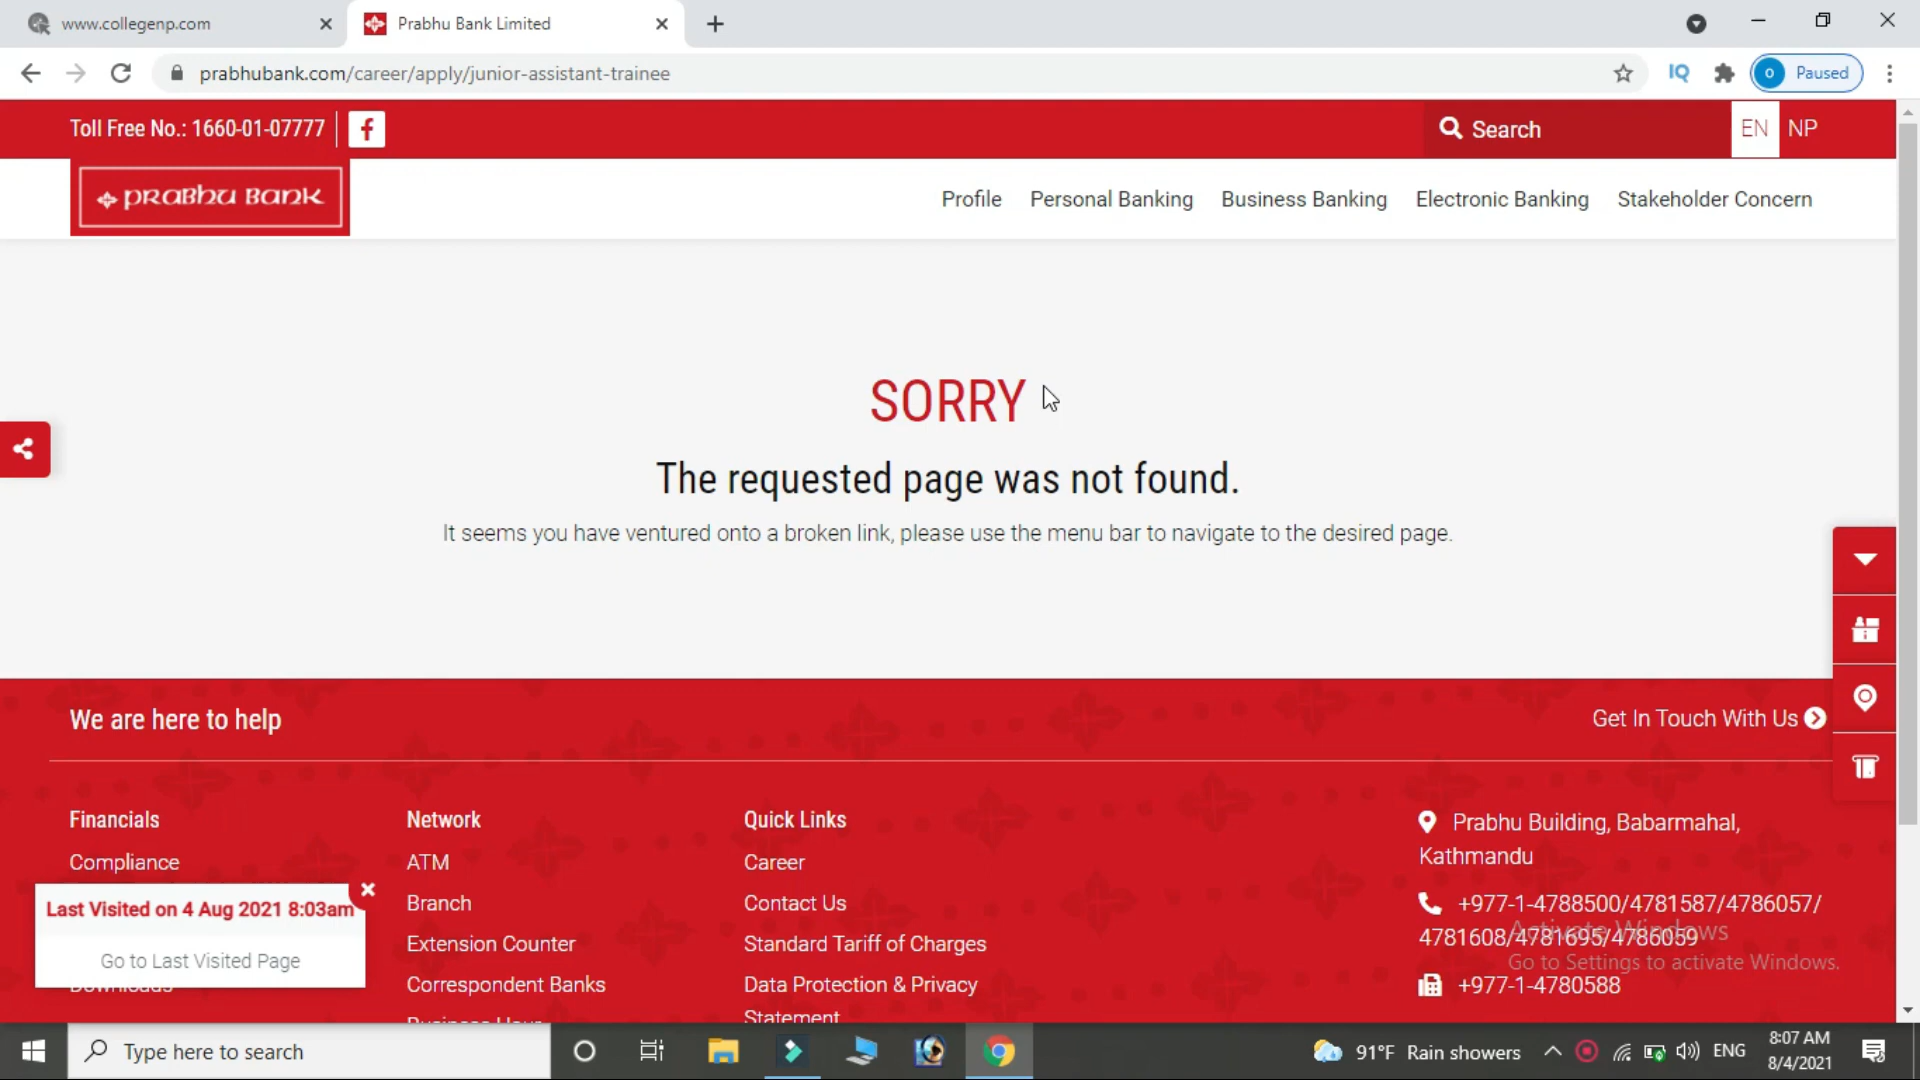 www.collegenp.com
Prabhu Bank Limited
prabhubank.com/career/apply/junior-assistant-trainee
IQ
o
Paused
Toll Free No.: 1660-01-07777
f
Search
EN
NP
PRABHU BANK
Profile
Personal Banking
Business Banking
Electronic Banking
Stakeholder Concern
SORRY
The requested page was not found.
It seems you have ventured onto a broken link, please use the menu bar to navigate to the desired page.
We are here to help
Get In Touch With Us
Financials
Compliance
Downloads
Last Visited on 4 Aug 2021 8:03am
Go to Last Visited Page
Network
ATM
Branch
Extension Counter
Correspondent Banks
Business Hour
Quick Links
Career
Contact Us
Standard Tariff of Charges
Data Protection & Privacy
Statement
Prabhu Building, Babarmahal,
Kathmandu
+977-1-4788500/4781587/4786057/
4781608/4781695/4786059
+977-1-4780588
Activate Windows
Go to Settings to activate Windows.
Type here to search
91°F Rain showers
ENG
8:07 AM
8/4/2021